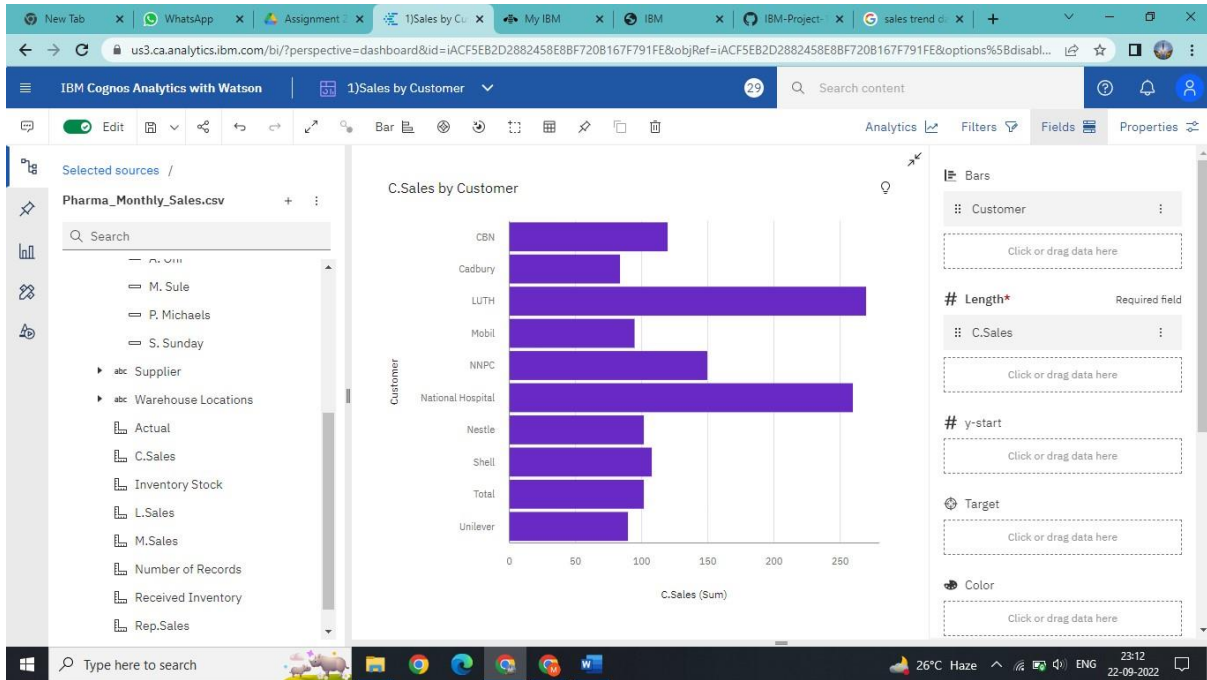 New Tab
WhatsApp
Assignment 2
1)Sales by Cu
My IBM
IBM
IBM-Project-
sales trend d
us3.ca.analytics.ibm.com/bi/?perspective=dashboard&id=iACF5EB2D2882458E8BF720B167F791FE&objRef=iACF5EB2D2882458E8BF720B167F791FE&options%5Bdisabl...
IBM Cognos Analytics with Watson
1)Sales by Customer
29
Search content
Edit
Bar
Analytics
Filters
Fields
Properties
Selected sources /
Pharma_Monthly_Sales.csv
Search
M. Sule
P. Michaels
S. Sunday
abc Supplier
abc Warehouse Locations
Actual
C.Sales
Inventory Stock
L.Sales
M.Sales
Number of Records
Received Inventory
Rep.Sales
C.Sales by Customer
Customer
CBN
Cadbury
LUTH
Mobil
NNPC
National Hospital
Nestle
Shell
Total
Unilever
0 50 100 150 200 250
C.Sales (Sum)
Bars
Customer
Click or drag data here
# Length* Required field
C.Sales
Click or drag data here
# y-start
Click or drag data here
Target
Click or drag data here
Color
Click or drag data here
Type here to search
26°C Haze
ENG
23:12
22-09-2022